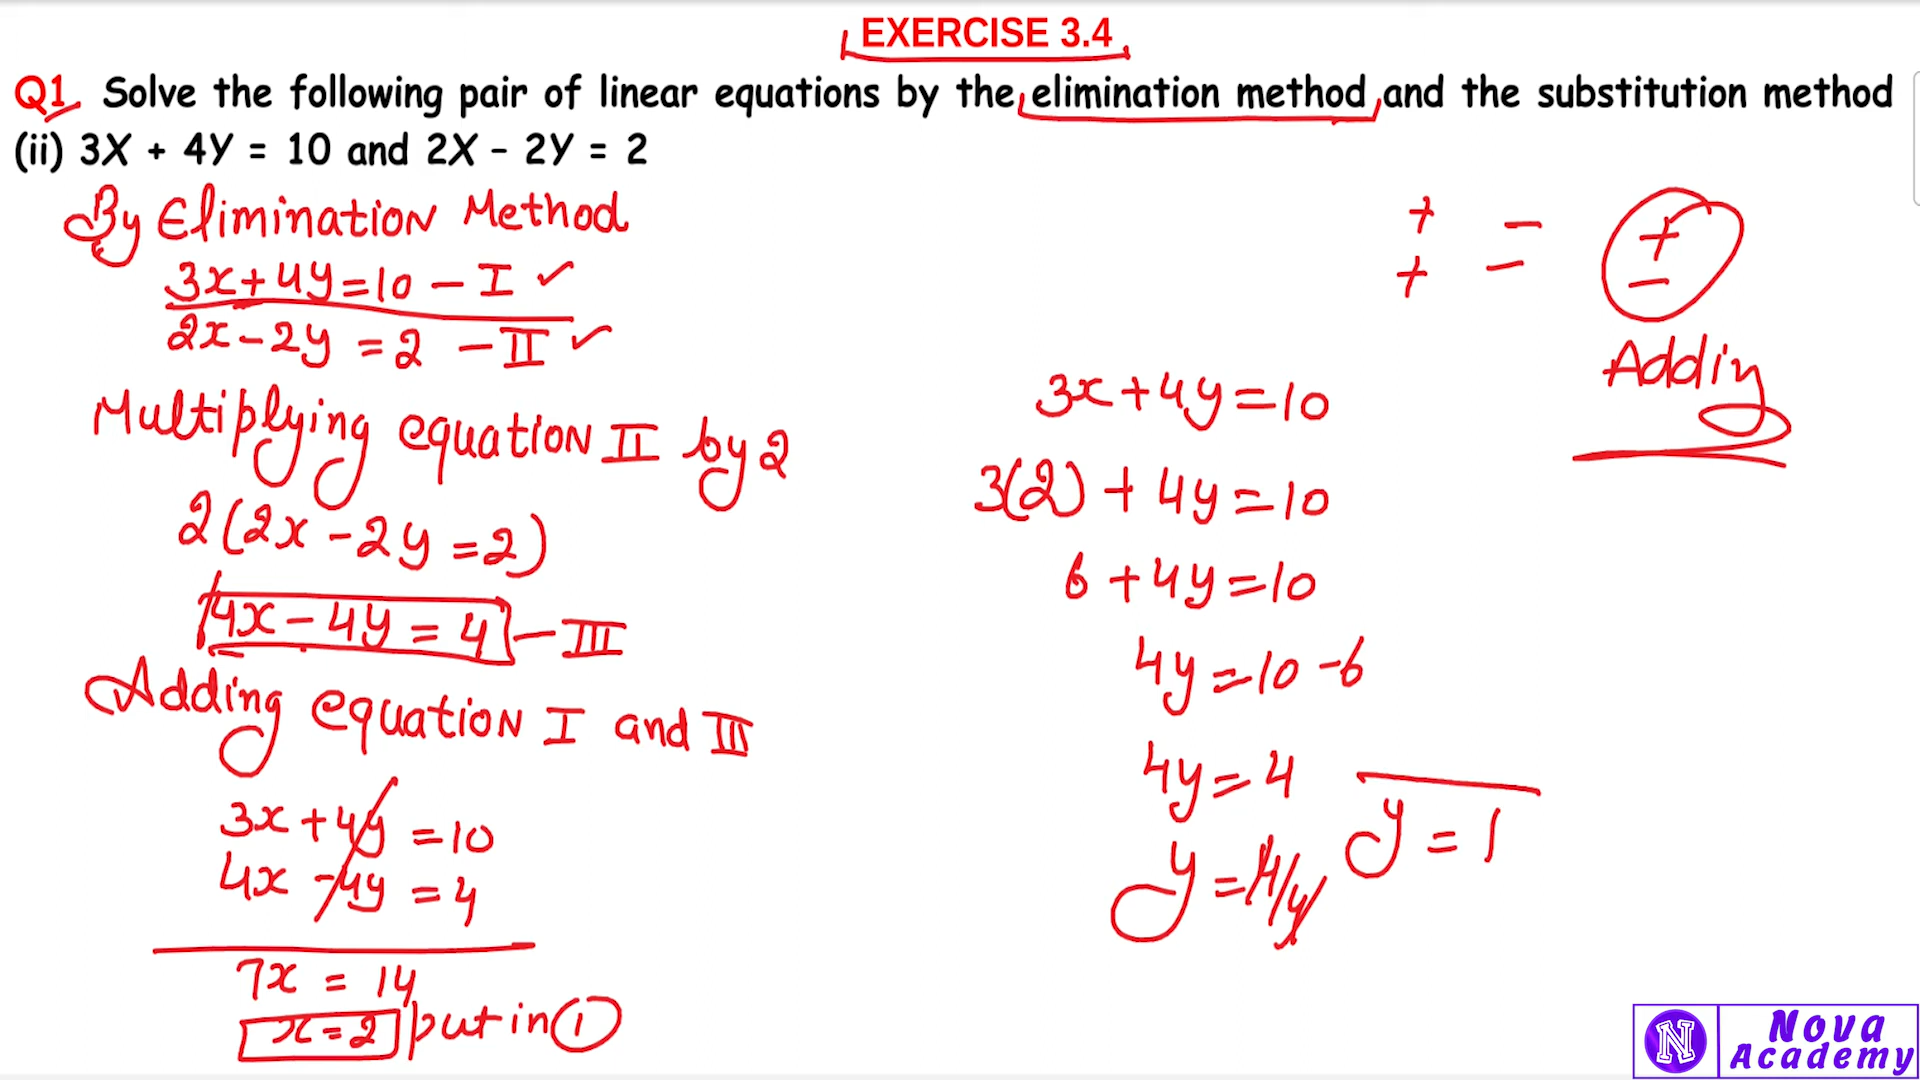 EXERCISE 3.4
Q1. Solve the following pair of linear equations by the elimination method and the substitution method
(ii) 3X + 4Y = 10 and 2X - 2Y = 2
By Elimination Method
3x+4y=10 - I ✓
2x-2y=2 - II ✓
Multiplying equation II by 2
2(2x-2y=2)
4x-4y=4 - III
Adding equation I and III
3x+4y=10
4x-4y=4
7x=14
x=2 put in 1
3x+4y=10
3(2)+4y=10
6+4y=10
4y=10-6
4y=4
y=4/4
y=1
+ - +
+ - -
Adding
N Nova
Academy